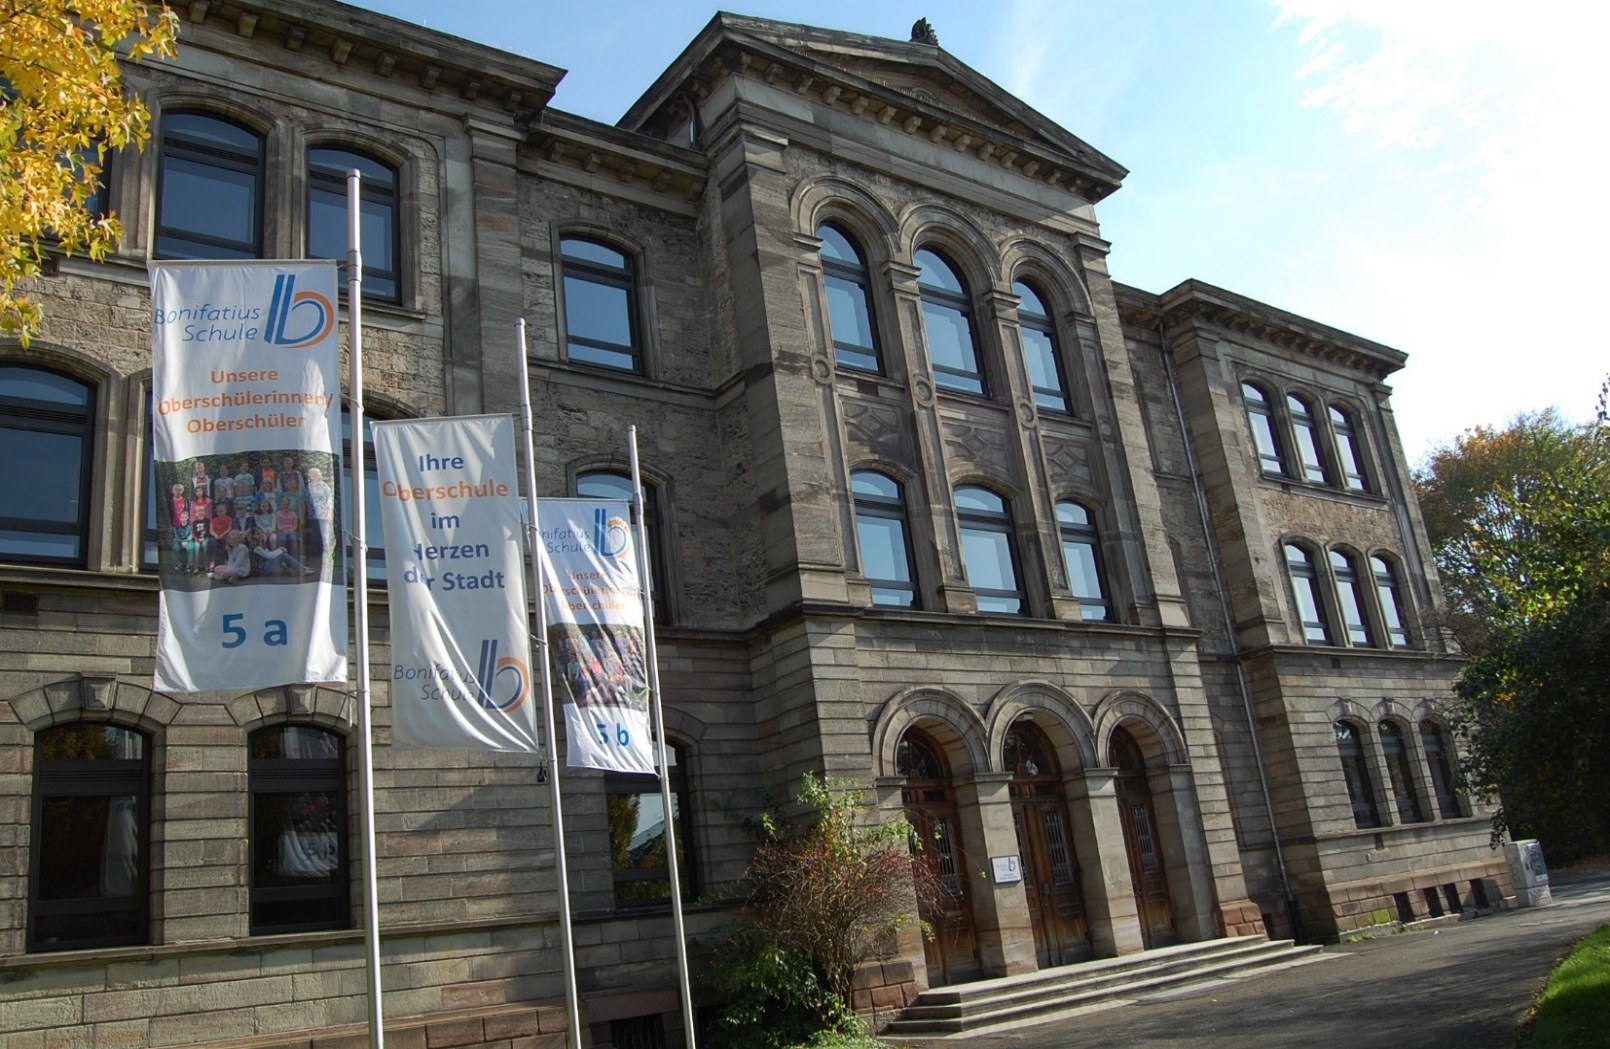 Bonifatius
Schule
Unsere
Oberschülerinnen/
Oberschüler
5 a
Ihre
Oberschule
im
Herzen
der Stadt
Bonifatius
Schule
nifatius
Schule
Unsere
Oberschülerinnen/
Oberschüler
5 b